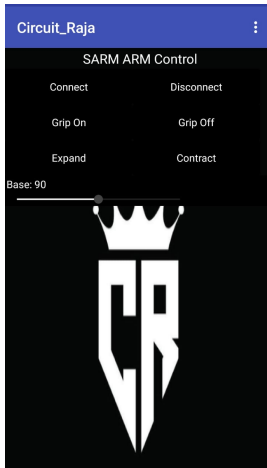 Circuit_Raja
SARM ARM Control
Connect Disconnect
Grip On Grip Off
Expand Contract
Base: 90
CR